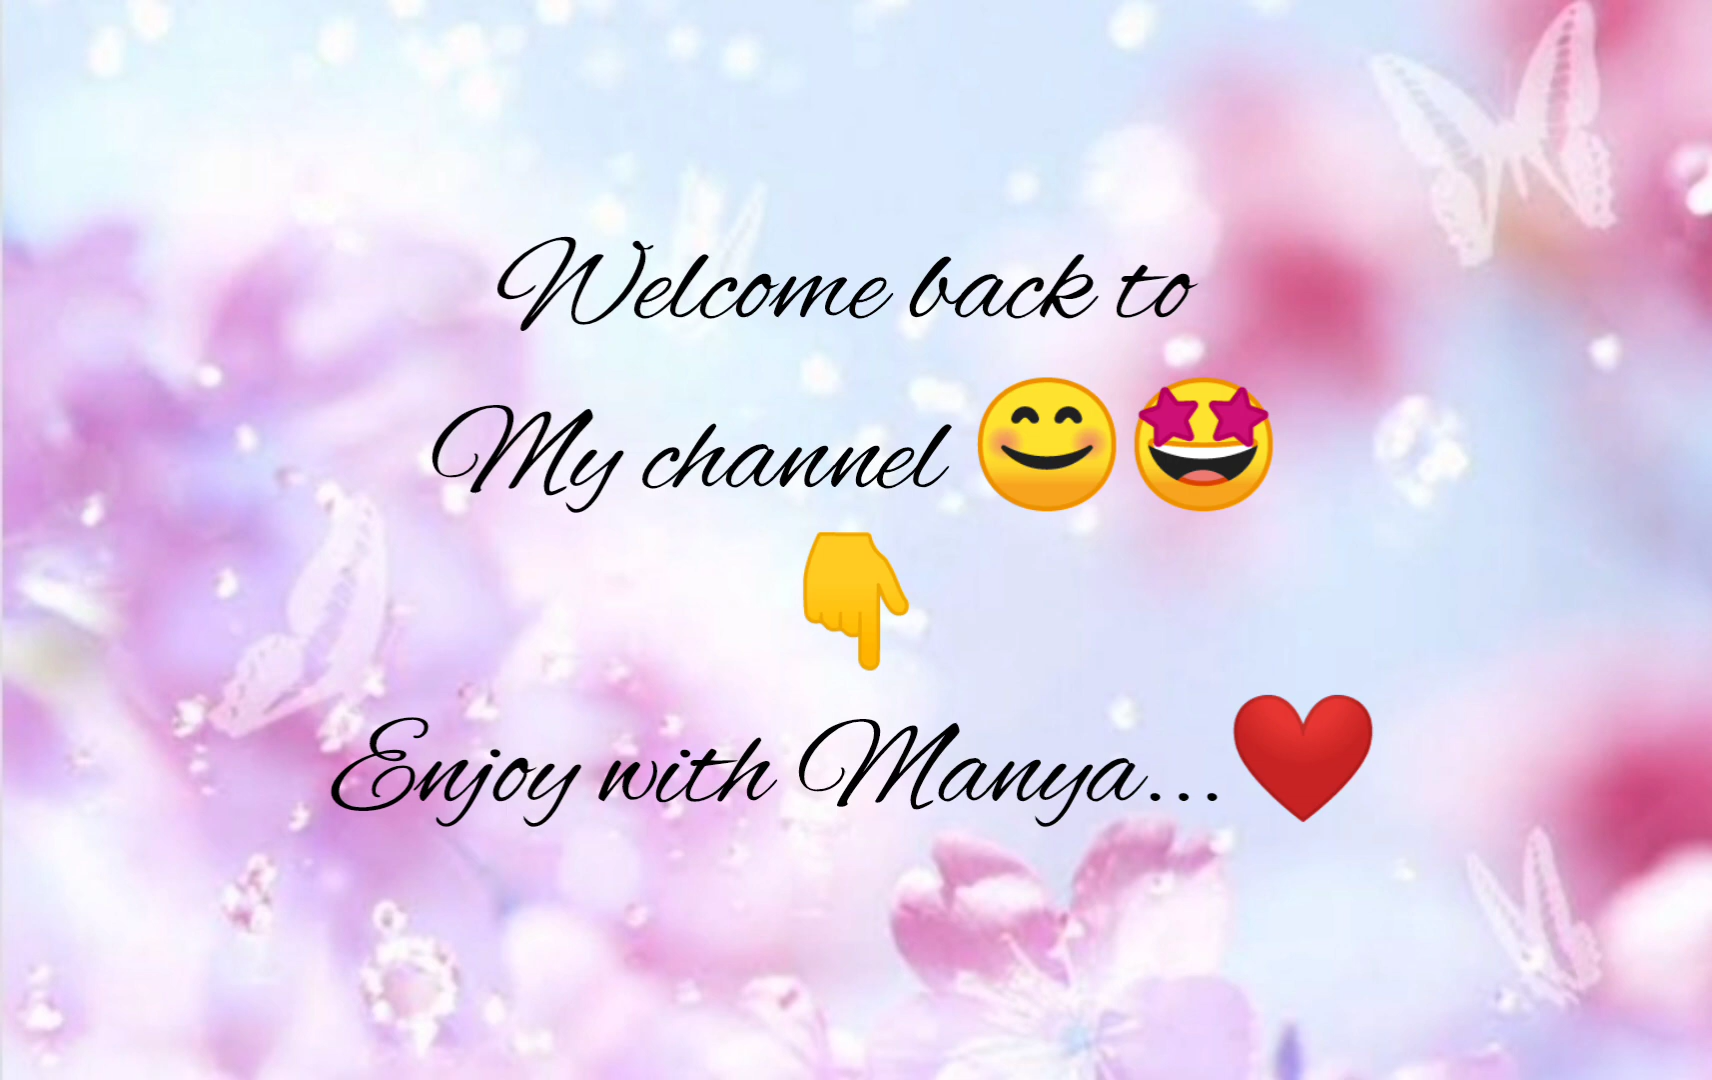 Welcome back to
My channel 😊🤩
👇
Enjoy with Manya...❤️